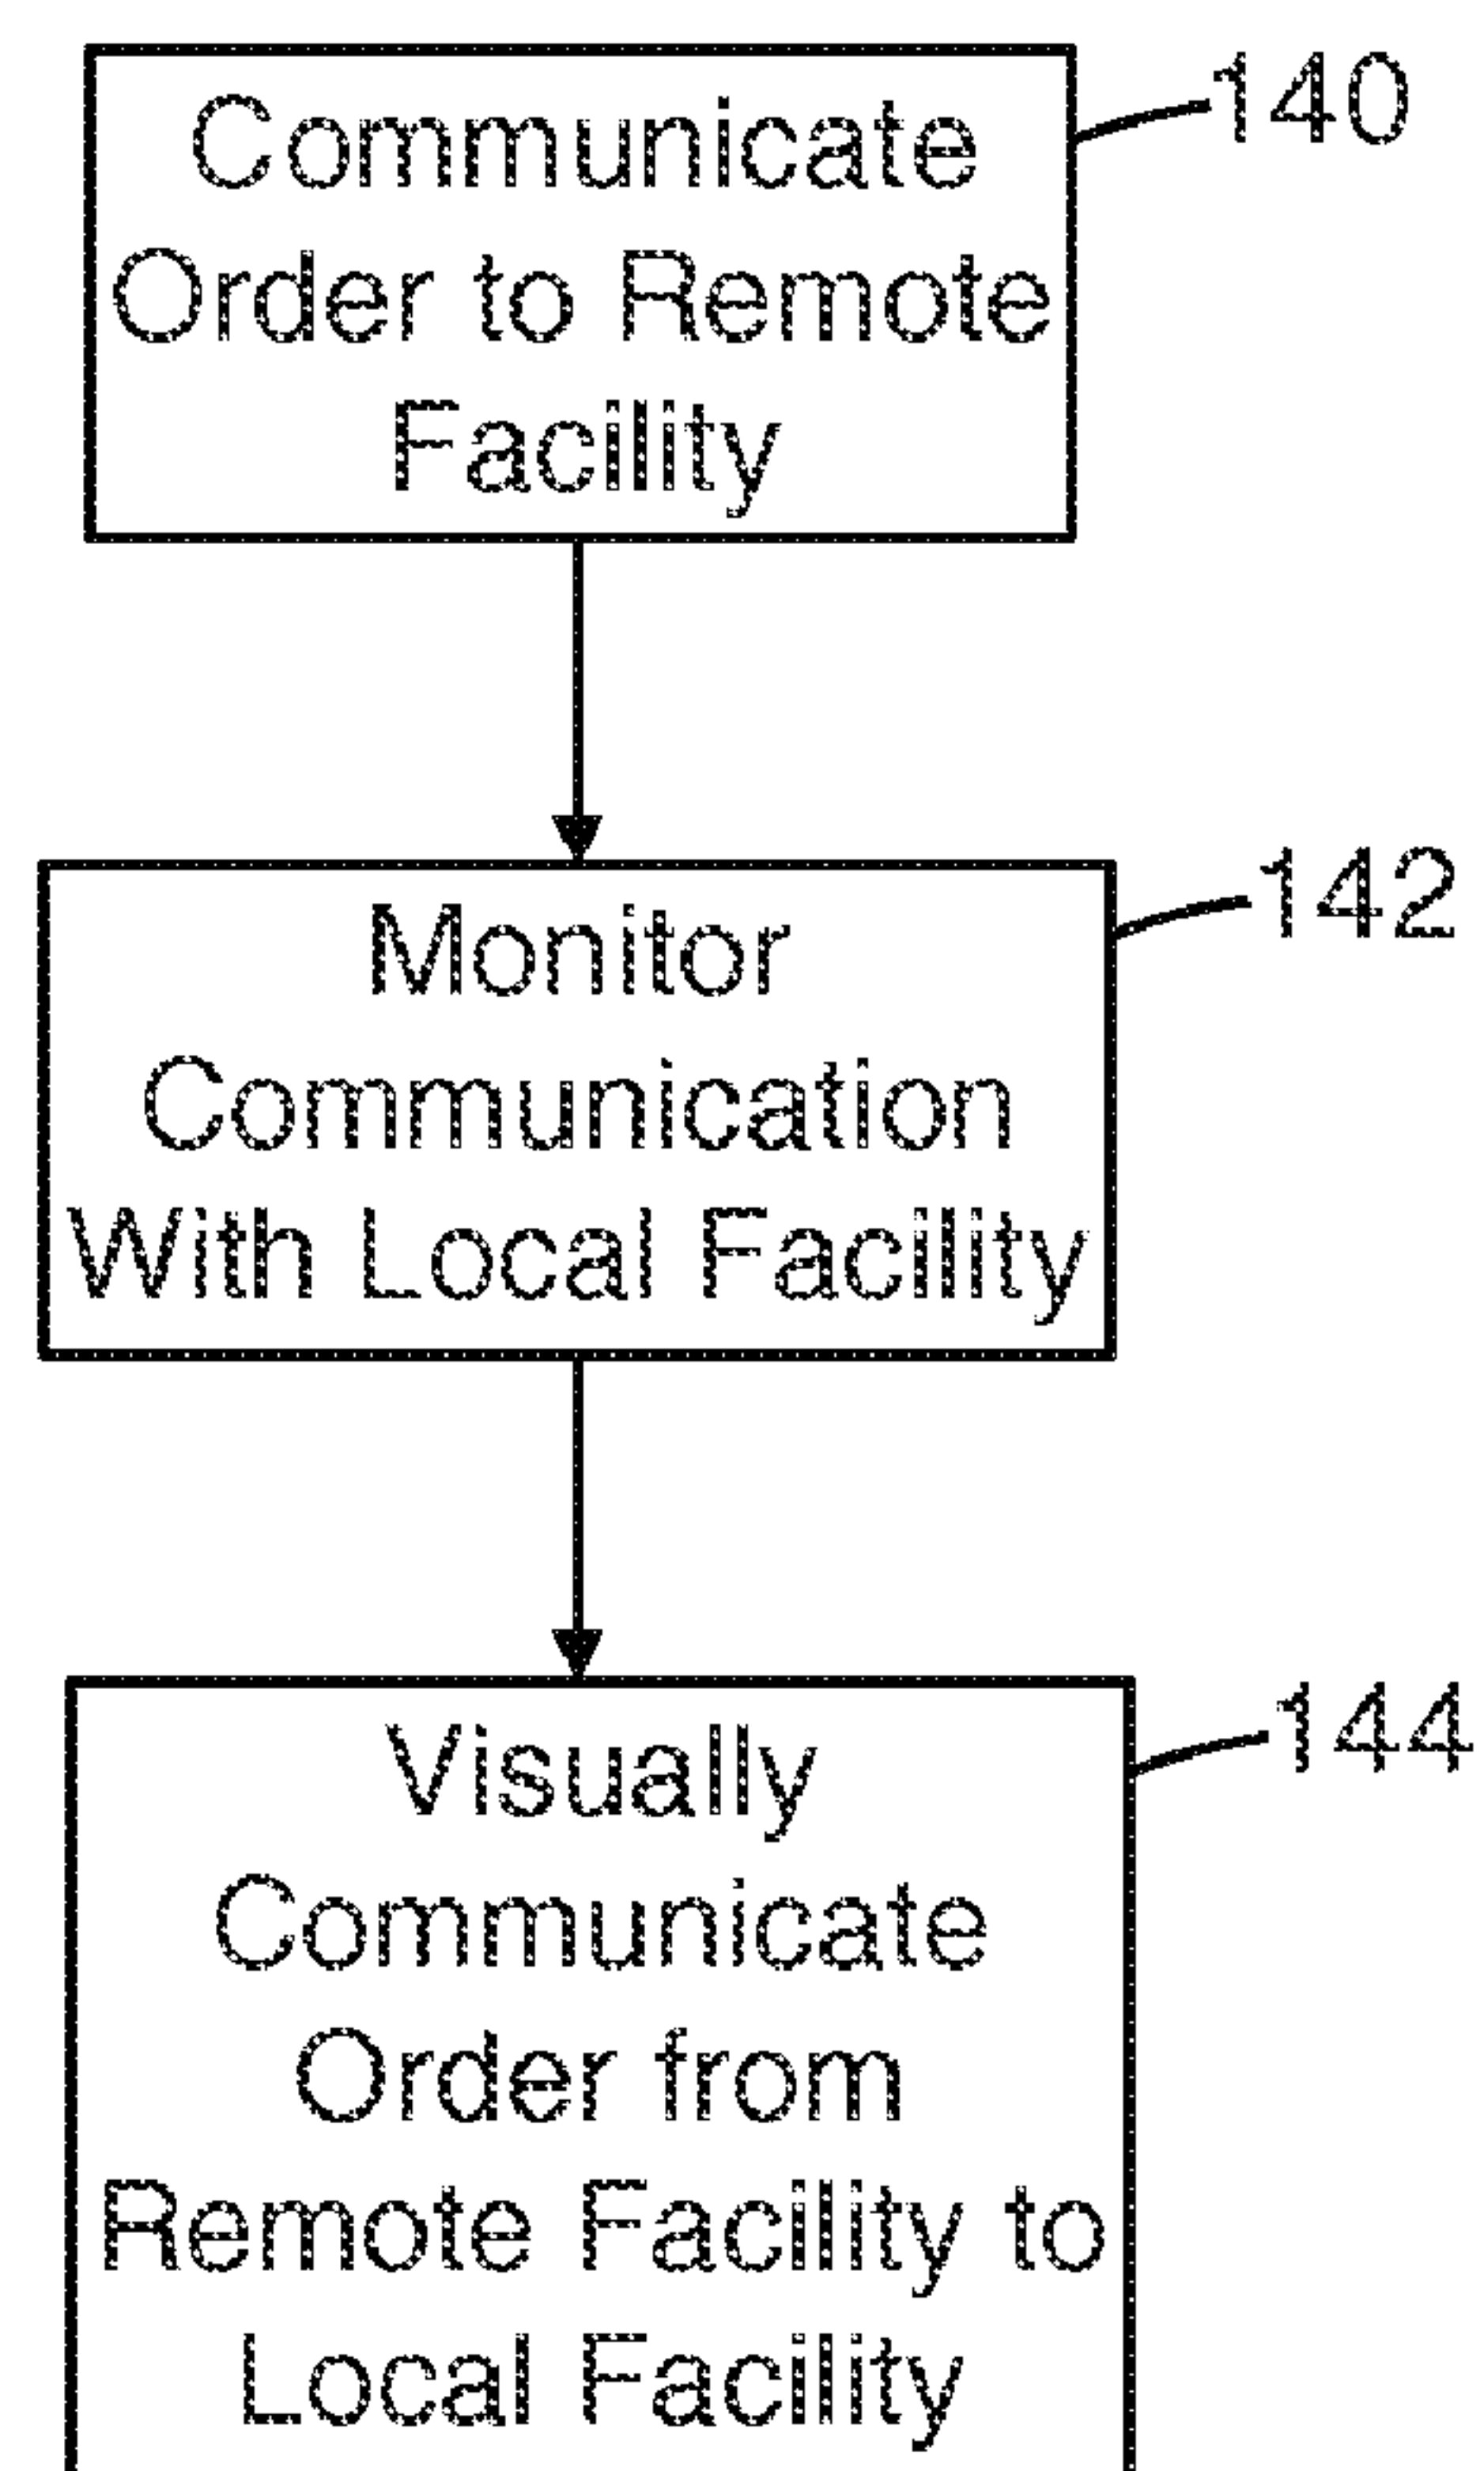 Communicate
Order to Remote
Facility
140
Monitor
Communication
With Local Facility
142
Visually
Communicate
Order from
Remote Facility to
Local Facility
144